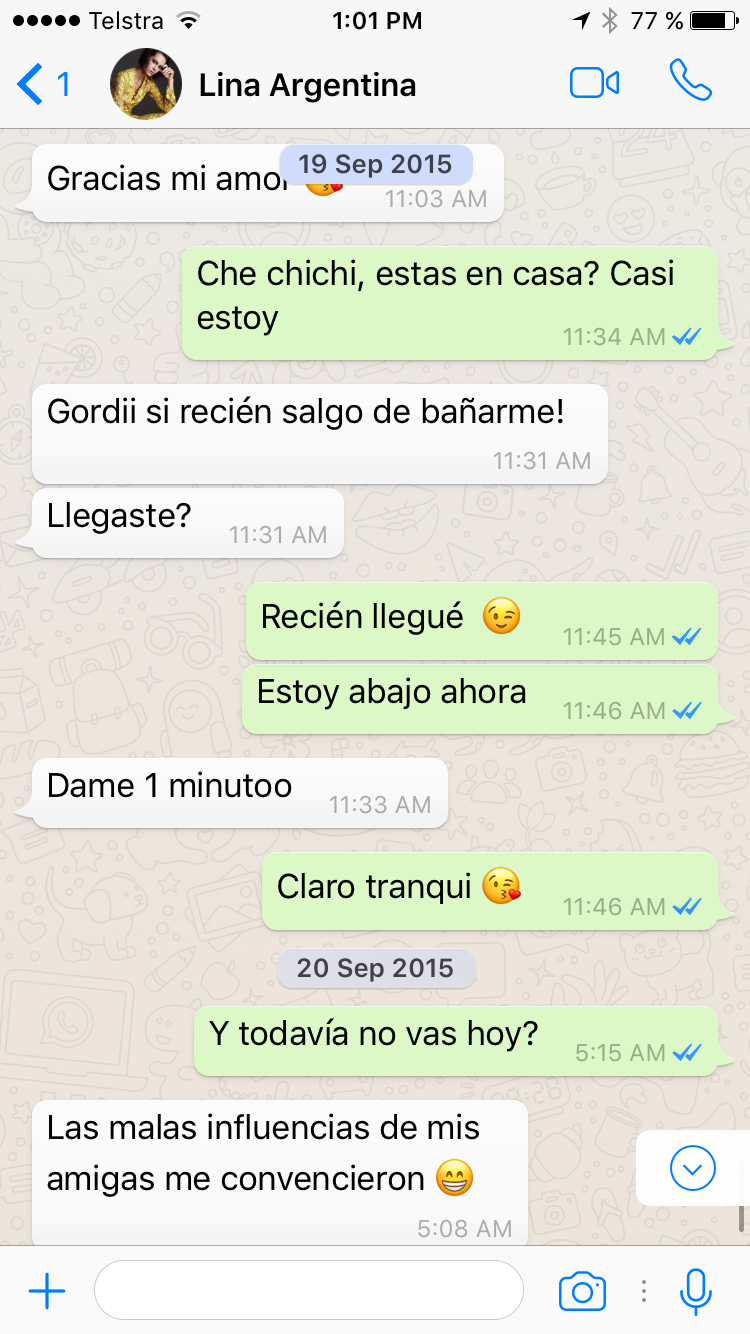 Telstra 1:01 PM 77 %
1 Lina Argentina
19 Sep 2015
Gracias mi amor
11:03 AM
Che chichi, estas en casa? Casi
estoy
11:34 AM
Gordii si recién salgo de bañarme!
11:31 AM
Llegaste?
11:31 AM
Recién llegué 😉
11:45 AM
Estoy abajo ahora
11:46 AM
Dame 1 minutoo
11:33 AM
Claro tranqui 😘
11:46 AM
20 Sep 2015
Y todavía no vas hoy?
5:15 AM
Las malas influencias de mis
amigas me convencieron 😁
5:08 AM